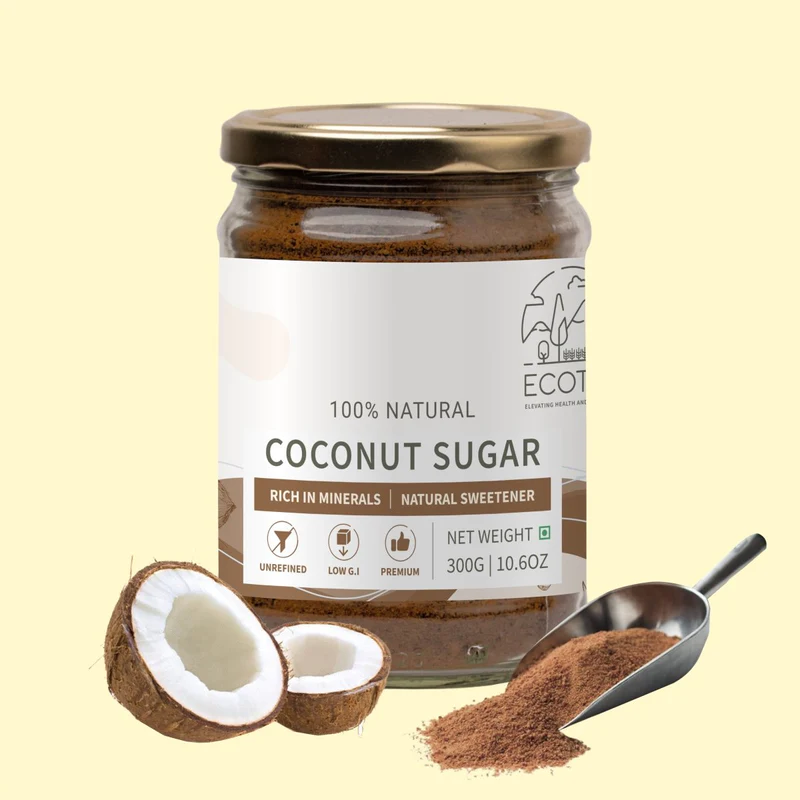 ECOT
ELEVATING HEALTH AND
100% NATURAL
COCONUT SUGAR
RICH IN MINERALS | NATURAL SWEETENER
UNREFINED
LOW G.I
PREMIUM
NET WEIGHT
300G | 10.6OZ